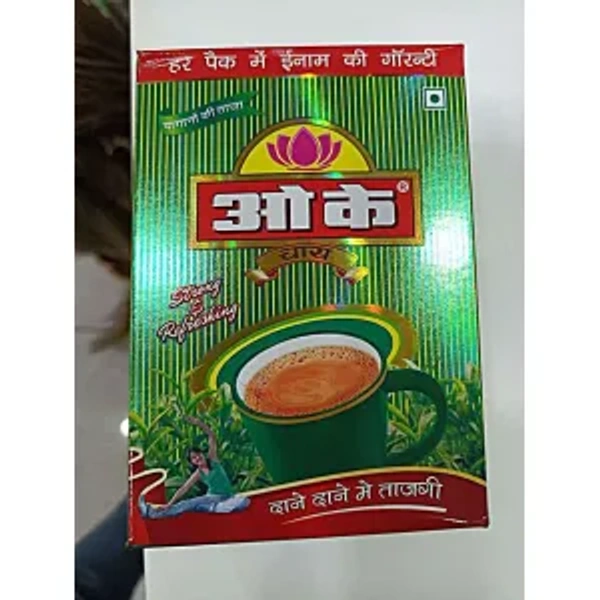 हर पैक में ईनाम की गॉरन्टी
बागानों की ताजा
ओ के®
चाय
Strong
&
Refreshing
दाने दाने मे ताजगी